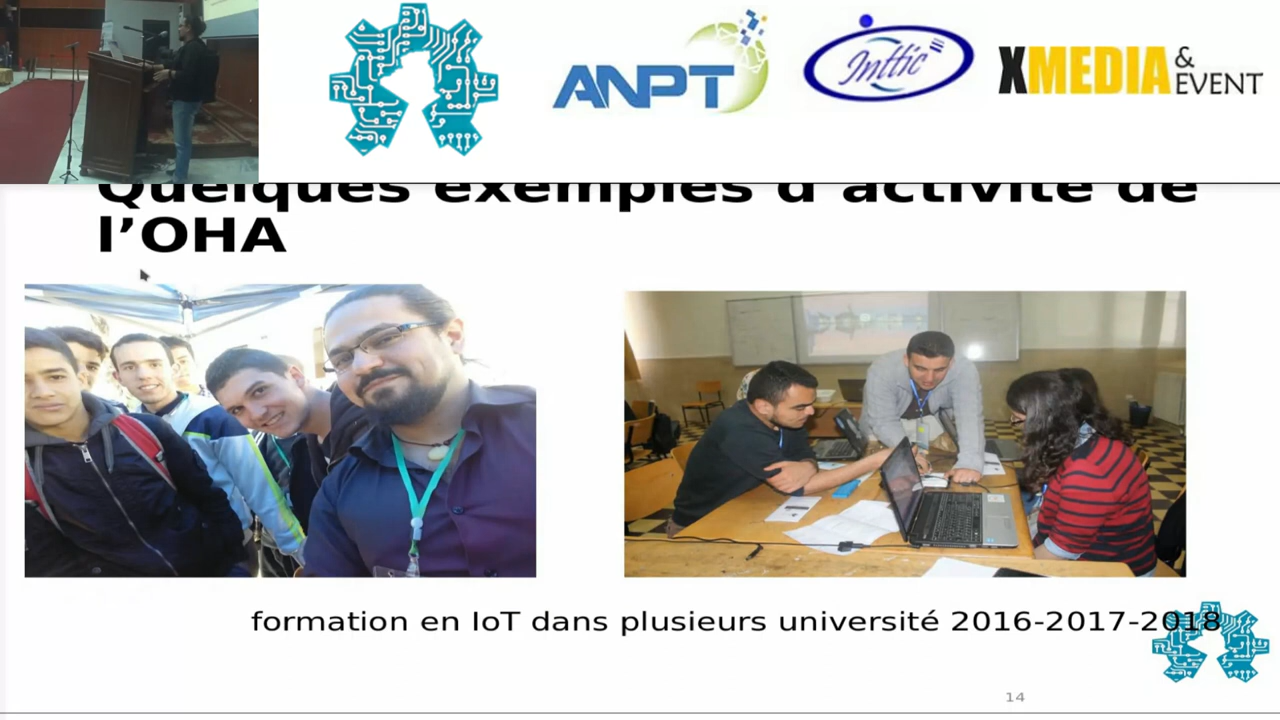 ANPT
Inttic
XMEDIA & EVENT
Quelques exemples d'activité de
l’OHA
formation en IoT dans plusieurs université 2016-2017-2018
14